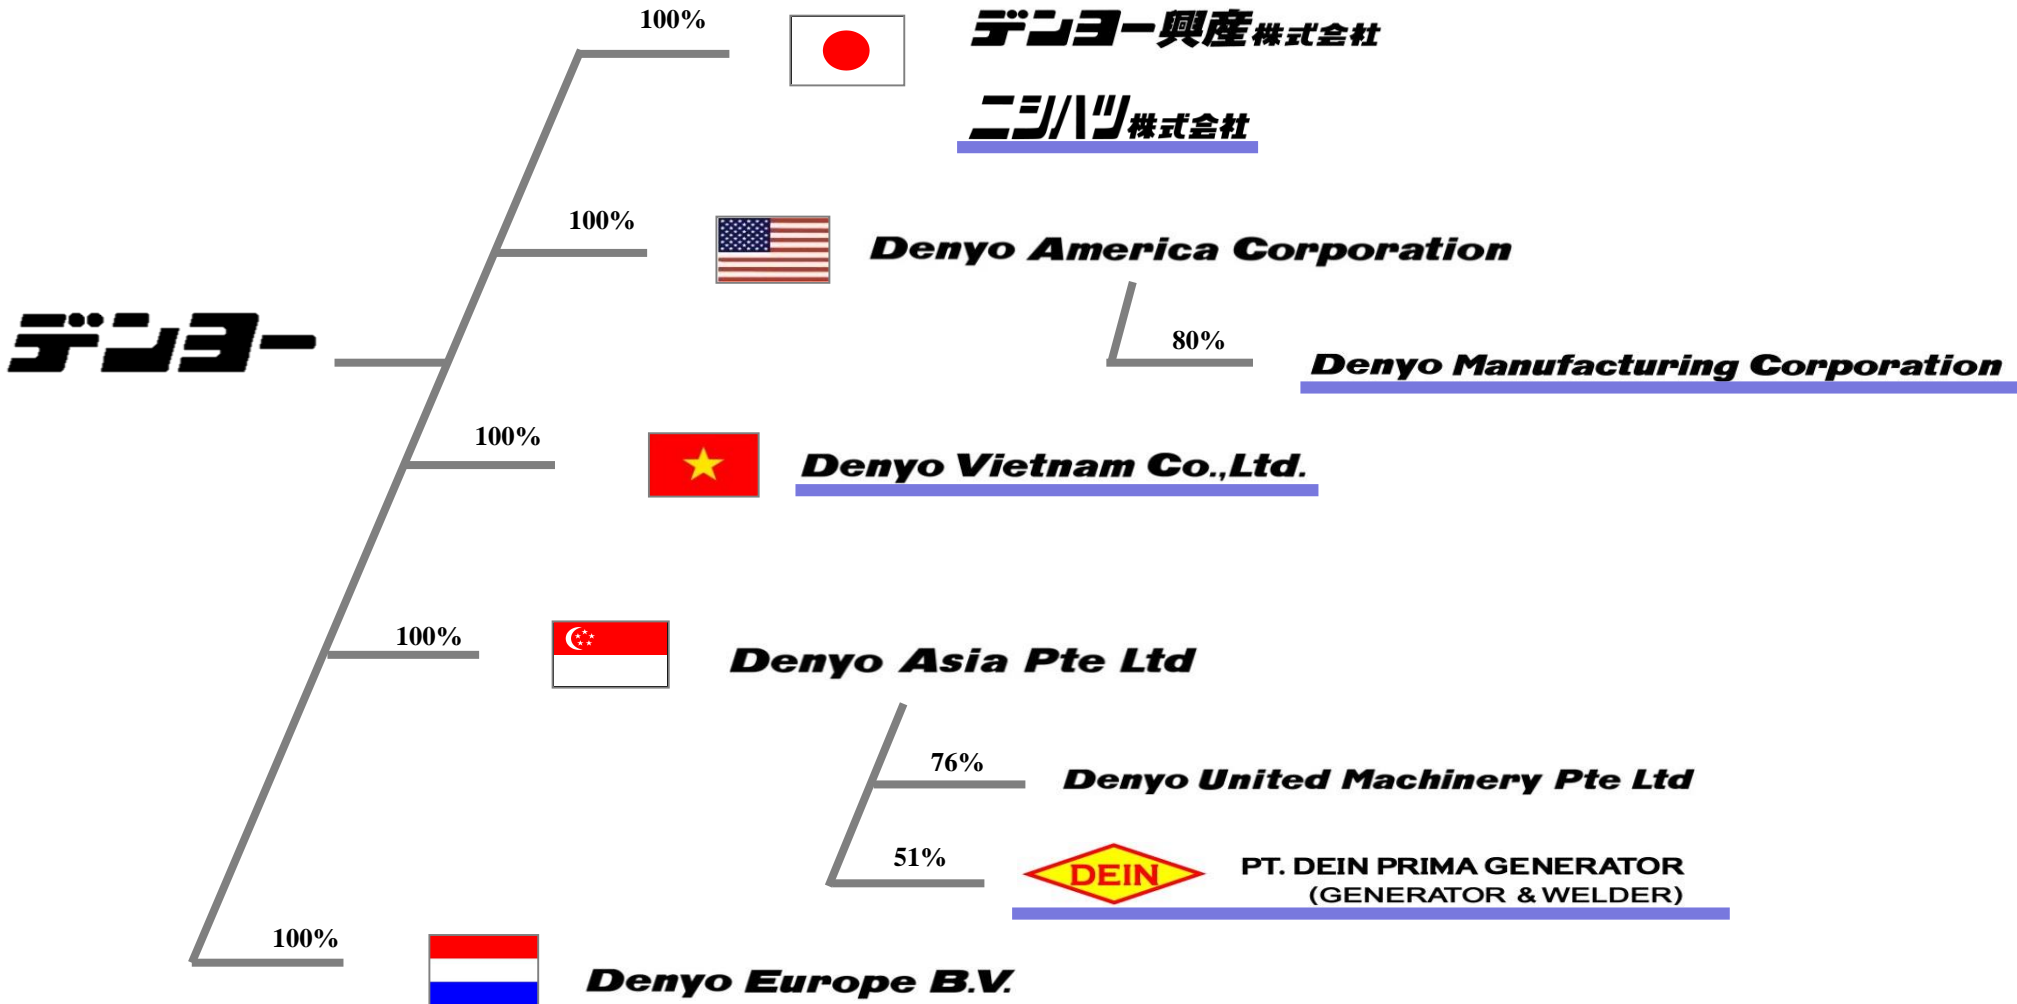 100%
デンヨー興産株式会社
ニシハツ株式会社
100%
Denyo America Corporation
デンヨー
80%
Denyo Manufacturing Corporation
100%
Denyo Vietnam Co.,Ltd.
100%
Denyo Asia Pte Ltd
76%
Denyo United Machinery Pte Ltd
51%
DEIN
PT. DEIN PRIMA GENERATOR
(GENERATOR & WELDER)
100%
Denyo Europe B.V.